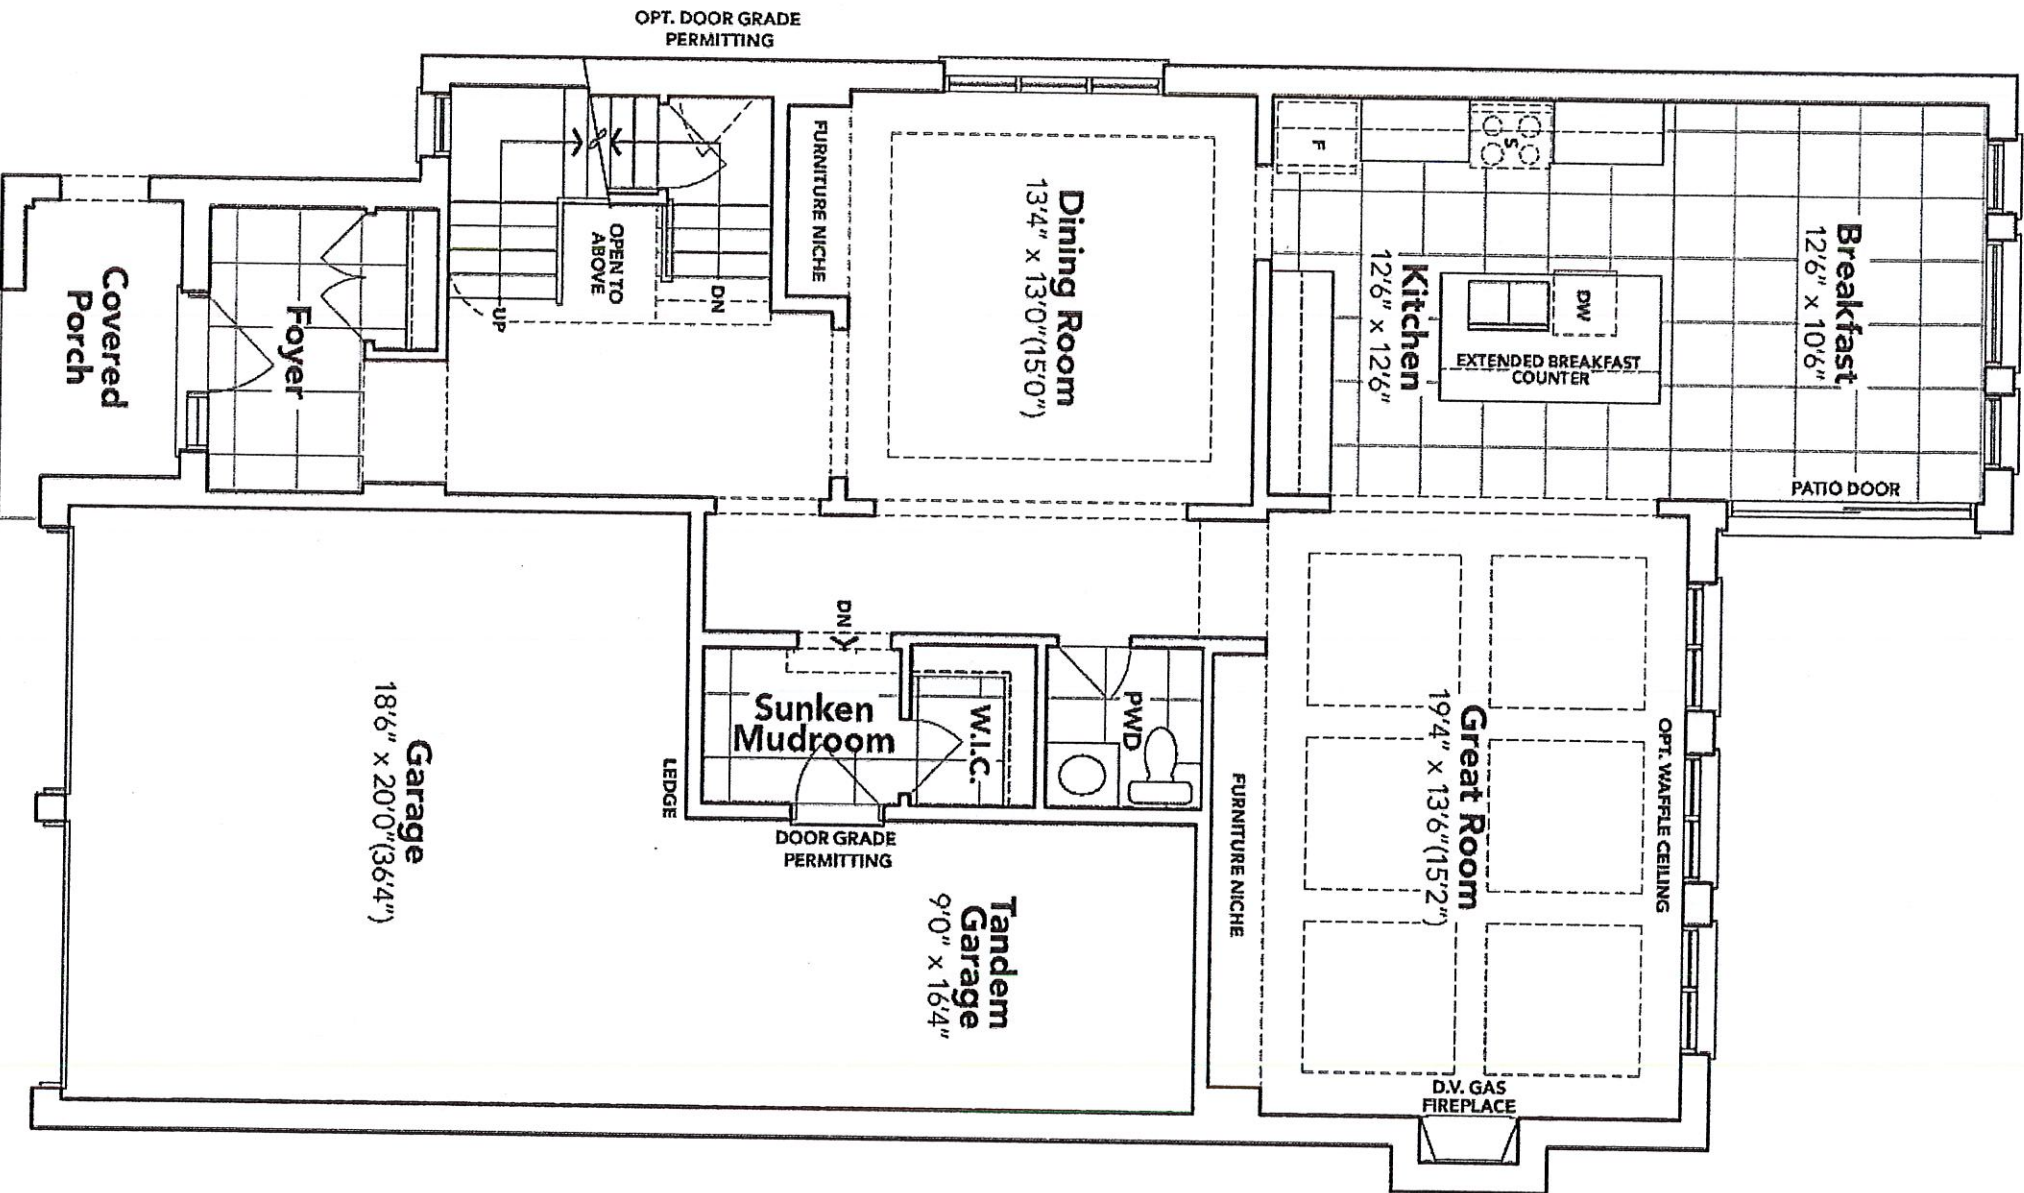 OPT. DOOR GRADE
PERMITTING
FURNITURE NICHE
Dining Room
13'4" x 13'0"(15'0")
F
S
Breakfast
12'6" x 10'6"
Kitchen
12'6" x 12'6"
DW
EXTENDED BREAKFAST
COUNTER
PATIO DOOR
OPEN TO
ABOVE
DN
UP
Foyer
Covered
Porch
DN
Sunken
Mudroom
W.I.C.
PWD
LEDGE
DOOR GRADE
PERMITTING
Garage
18'6" x 20'0"(36'4")
Tandem
Garage
9'0" x 16'4"
FURNITURE NICHE
Great Room
19'4" x 13'6"(15'2")
OPT. WAFFLE CEILING
D.V. GAS
FIREPLACE